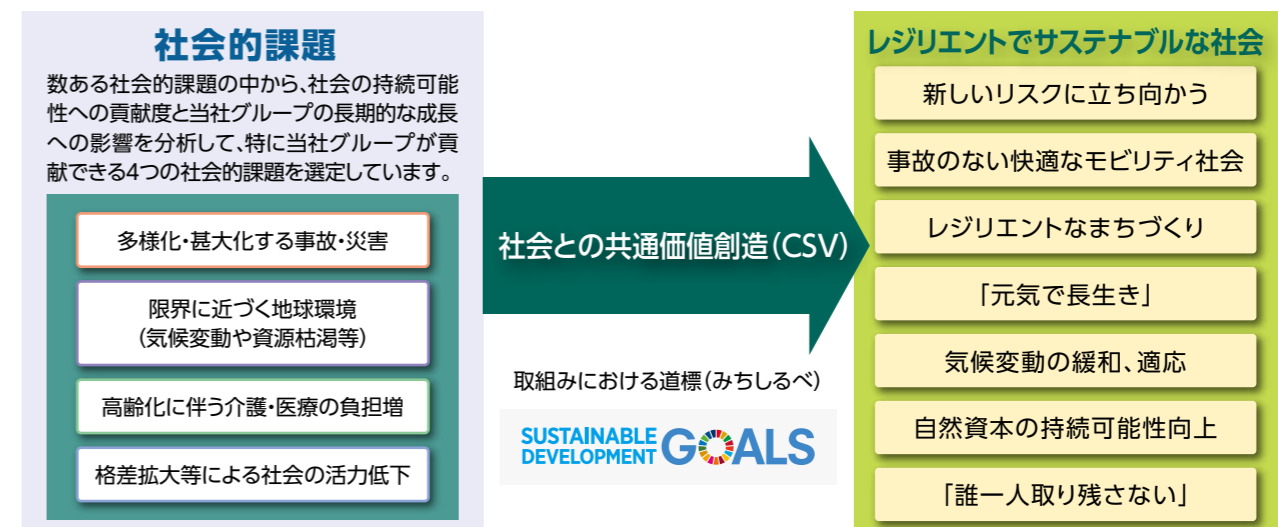 社会的課題
数ある社会的課題の中から、社会の持続可能
性への貢献度と当社グループの長期的な成長
への影響を分析して、特に当社グループが貢
献できる4つの社会的課題を選定しています。
多様化・甚大化する事故・災害
限界に近づく地球環境
(気候変動や資源枯渇等)
高齢化に伴う介護・医療の負担増
格差拡大等による社会の活力低下
社会との共通価値創造(CSV)
取組みにおける道標(みちしるべ)
SUSTAINABLE
DEVELOPMENT
GOALS
レジリエントでサステナブルな社会
新しいリスクに立ち向かう
事故のない快適なモビリティ社会
レジリエントなまちづくり
「元気で長生き」
気候変動の緩和、適応
自然資本の持続可能性向上
「誰一人取り残さない」